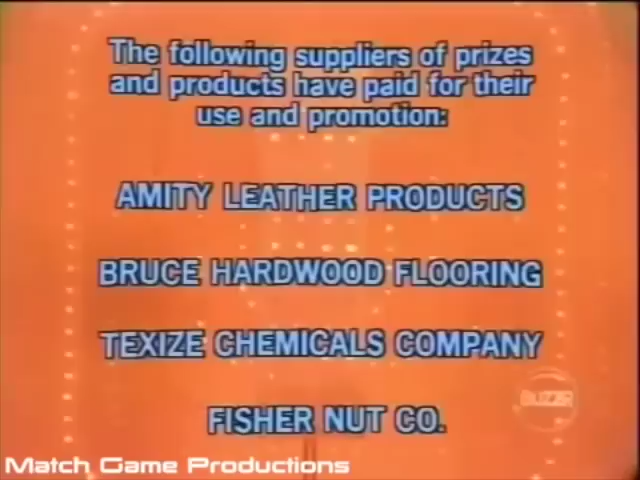 The following suppliers of prizes
and products have paid for their
use and promotion:
AMITY LEATHER PRODUCTS
BRUCE HARDWOOD FLOORING
TEXIZE CHEMICALS COMPANY
FISHER NUT CO.
BUZZR
Match Game Productions